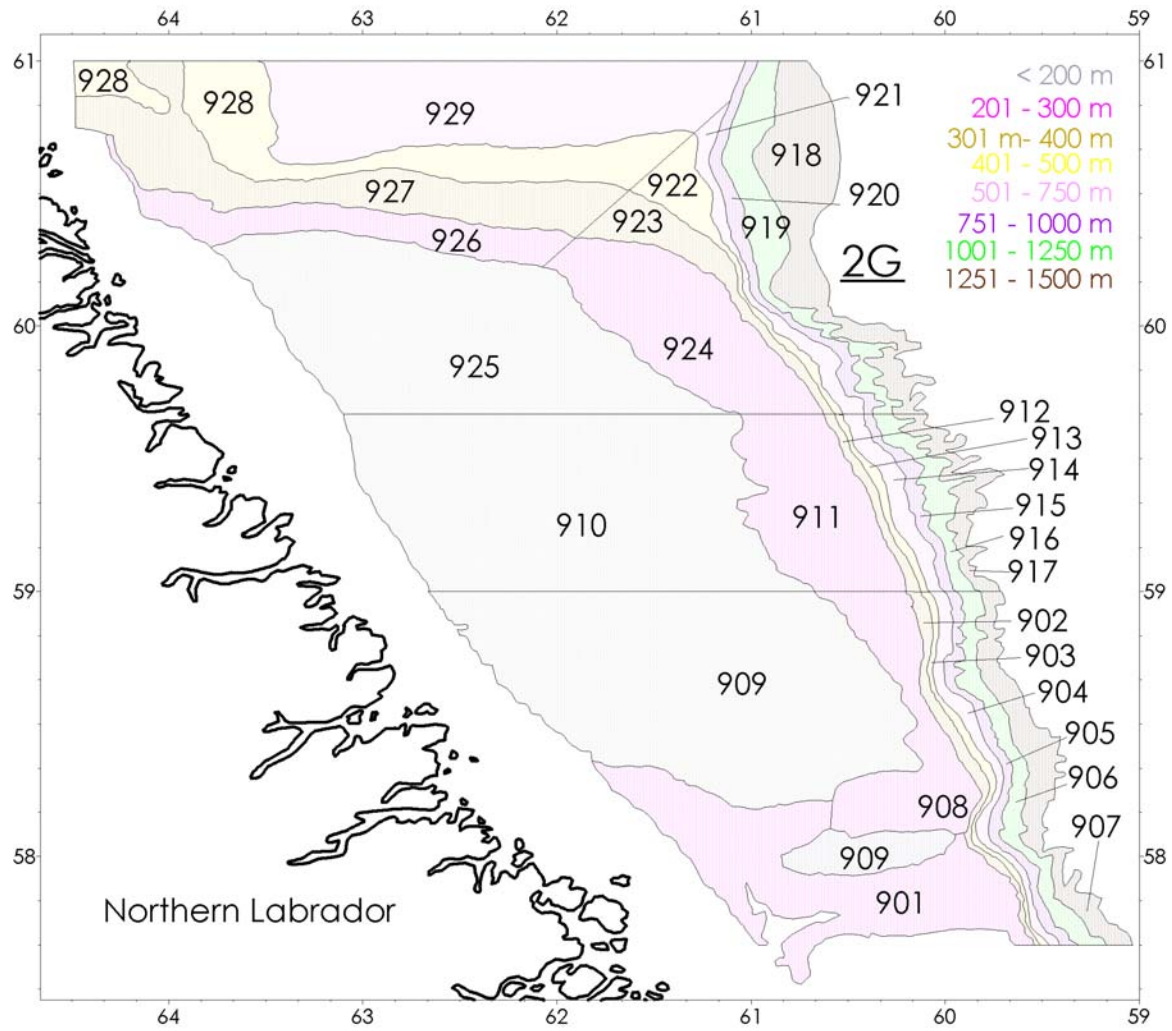 64 63 62 61 60 59
61 61
928
928
929
921
< 200 m
201 - 300 m
301 m- 400 m
401 - 500 m
501 - 750 m
751 - 1000 m
1001 - 1250 m
1251 - 1500 m
918
922
927
920
923
919
926
2G
60 60
924
925
912
913
914
911
915
910
916
917
59 59
902
903
909
904
905
906
908
907
58 58
909
901
Northern Labrador
64 63 62 61 60 59